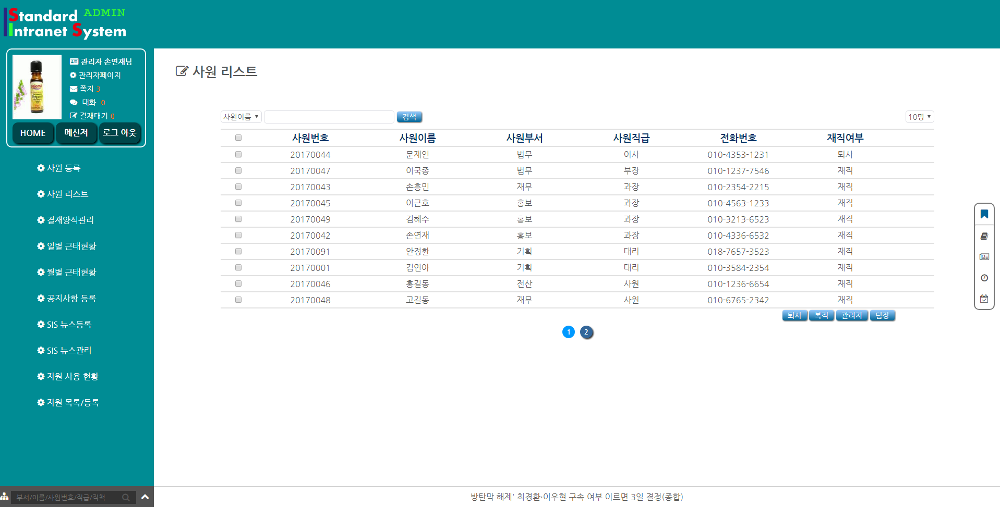 Standard ADMIN
Intranet System
관리자 손연재님
관리자페이지
쪽지 3
대화 0
결재대기 0
HOME 메신저 로그 아웃
사원 등록
사원 리스트
결재양식관리
일별 근태현황
월별 근태현황
공지사항 등록
SIS 뉴스등록
SIS 뉴스관리
자원 사용 현황
자원 목록/등록
부서/이름/사원번호/직급/직책
사원 리스트
사원이름 검색 10명
사원번호 사원이름 사원부서 사원직급 전화번호 재직여부
20170044 문재인 법무 이사 010-4353-1231 퇴사
20170047 이국종 법무 부장 010-1237-7546 재직
20170043 손흥민 재무 과장 010-2354-2215 재직
20170045 이근호 홍보 과장 010-4563-1233 재직
20170049 김혜수 홍보 과장 010-3213-6523 재직
20170042 손연재 홍보 과장 010-4336-6532 재직
20170091 안정환 기획 대리 018-7657-3523 재직
20170001 김연아 기획 대리 010-3584-2354 재직
20170046 홍길동 전산 사원 010-1236-6654 재직
20170048 고길동 재무 사원 010-6765-2342 재직
퇴사 복직 관리자 팀장
1 2
방탄막 해제' 최경환·이우현 구속 여부 이르면 3일 결정(종합)